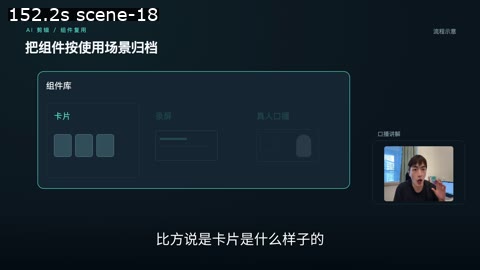 152.2s scene-18
AI 剪辑 / 组件复用
把组件按使用场景归档
流程示意
组件库
卡片
录屏
真人口播
口播讲解
比方说是卡片是什么样子的